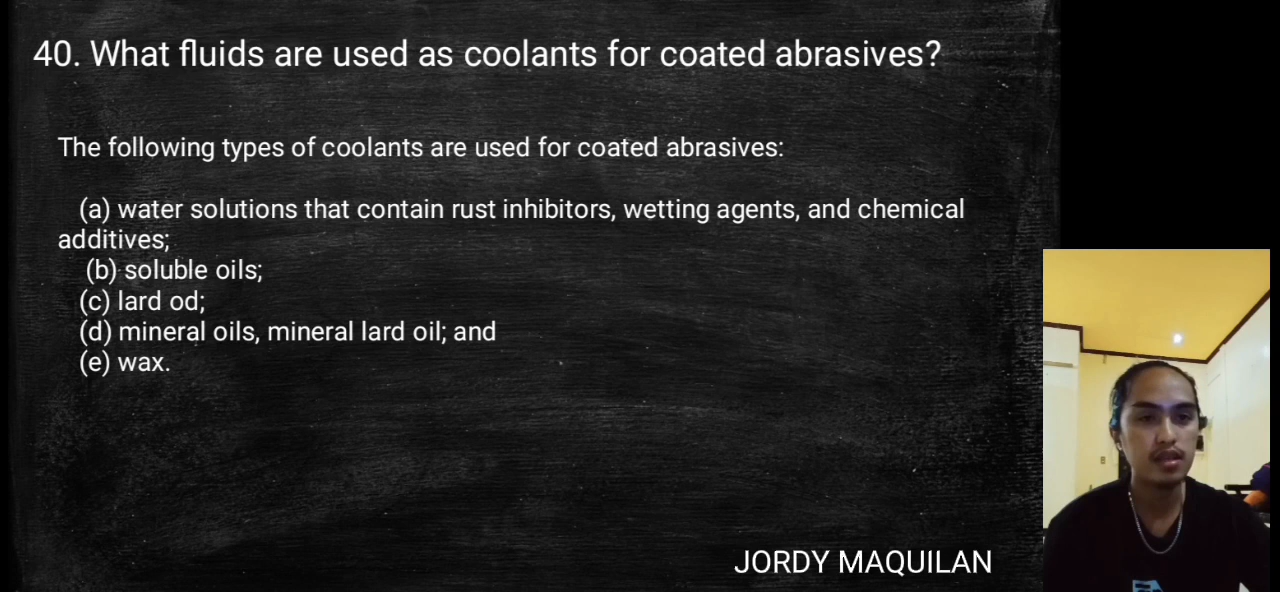 40. What fluids are used as coolants for coated abrasives?
The following types of coolants are used for coated abrasives:
(a) water solutions that contain rust inhibitors, wetting agents, and chemical
additives;
(b) soluble oils;
(c) lard od;
(d) mineral oils, mineral lard oil; and
(e) wax.
JORDY MAQUILAN